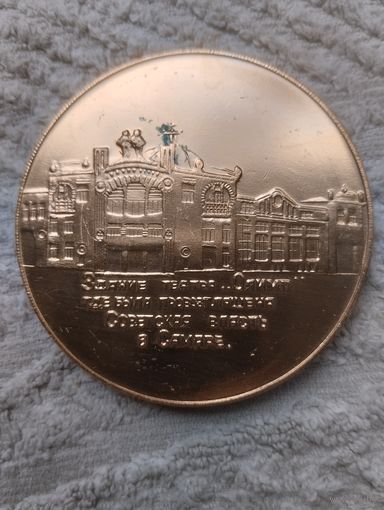 Здание театра „Олимп"
где была провозглашена
Советская власть
в Самаре.